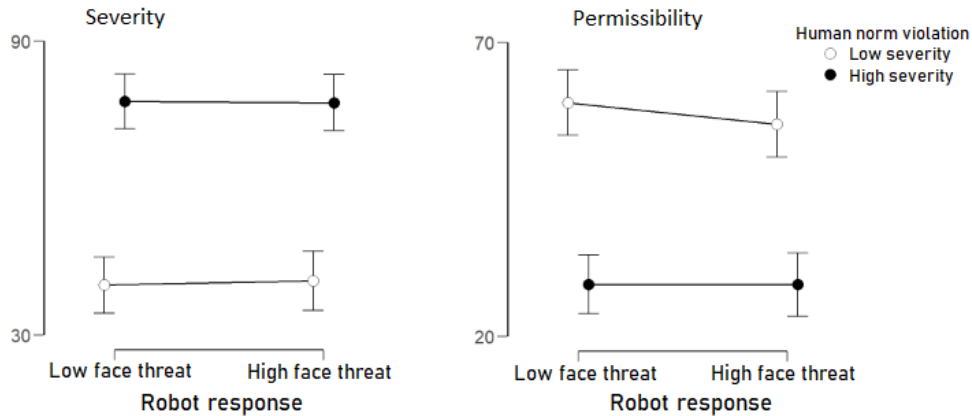 Severity
90
30
Low face threat
High face threat
Robot response
Permissibility
70
20
Low face threat
High face threat
Robot response
Human norm violation
Low severity
High severity